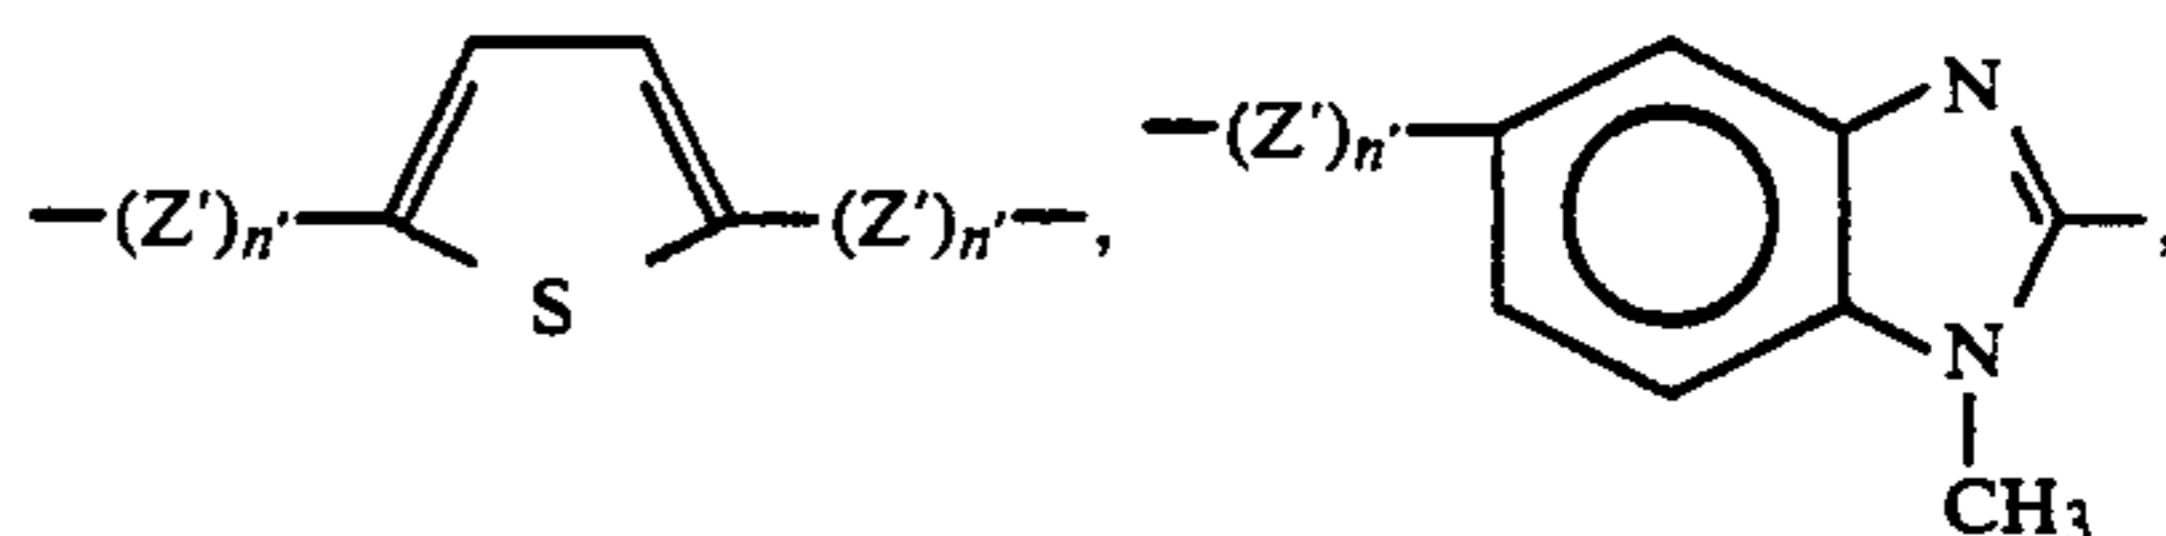 N
—(Z')n'— —(Z')n'—,
—(Z')n'— ,
S
N
CH3